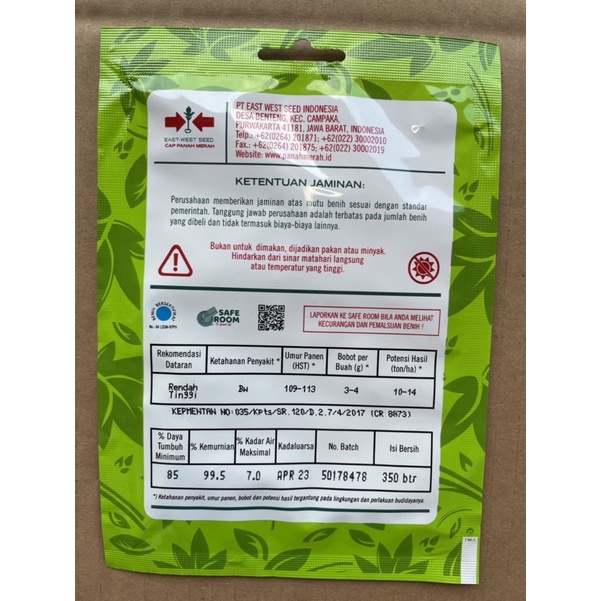 PT EAST WEST SEED INDONESIA
DESA BENTENG, KEC. CAMPAKA,
PURWAKARTA 41181, JAWA BARAT, INDONESIA
Telp.: +62(0264) 201871; +62(022) 30002010
Fax.: +62(0264) 201875; +62(022) 30002019
Website: www.panahmerah.id
EAST-WEST SEED
CAP PANAH MERAH
KETENTUAN JAMINAN:
Perusahaan memberikan jaminan atas mutu benih sesuai dengan standar
pemerintah. Tanggung jawab perusahaan adalah terbatas pada jumlah benih
yang dibeli dan tidak termasuk biaya-biaya lainnya.
Bukan untuk dimakan, dijadikan pakan atau minyak.
Hindarkan dari sinar matahari langsung
atau temperatur yang tinggi.
SAFE
ROOM
LAPORKAN KE SAFE ROOM BILA ANDA MELIHAT
KECURANGAN DAN PEMALSUAN BENIH !
Rekomendasi Dataran Ketahanan Penyakit * Umur Panen (HST) * Bobot per Buah (g) * Potensi Hasil (ton/ha) *
Rendah Tinggi Bw 109-113 3-4 10-14
KEPMENTAN NO:035/Kpts/SR.120/D.2.7/4/2017 (CR 8873)
% Daya Tumbuh Minimum % Kemurnian % Kadar Air Maksimal Kadaluarsa No. Batch Isi Bersih
85 99.5 7.0 APR 23 50178478 350 btr
*) Ketahanan penyakit, umur panen, bobot dan potensi hasil tergantung pada lingkungan dan perlakuan budidayanya.